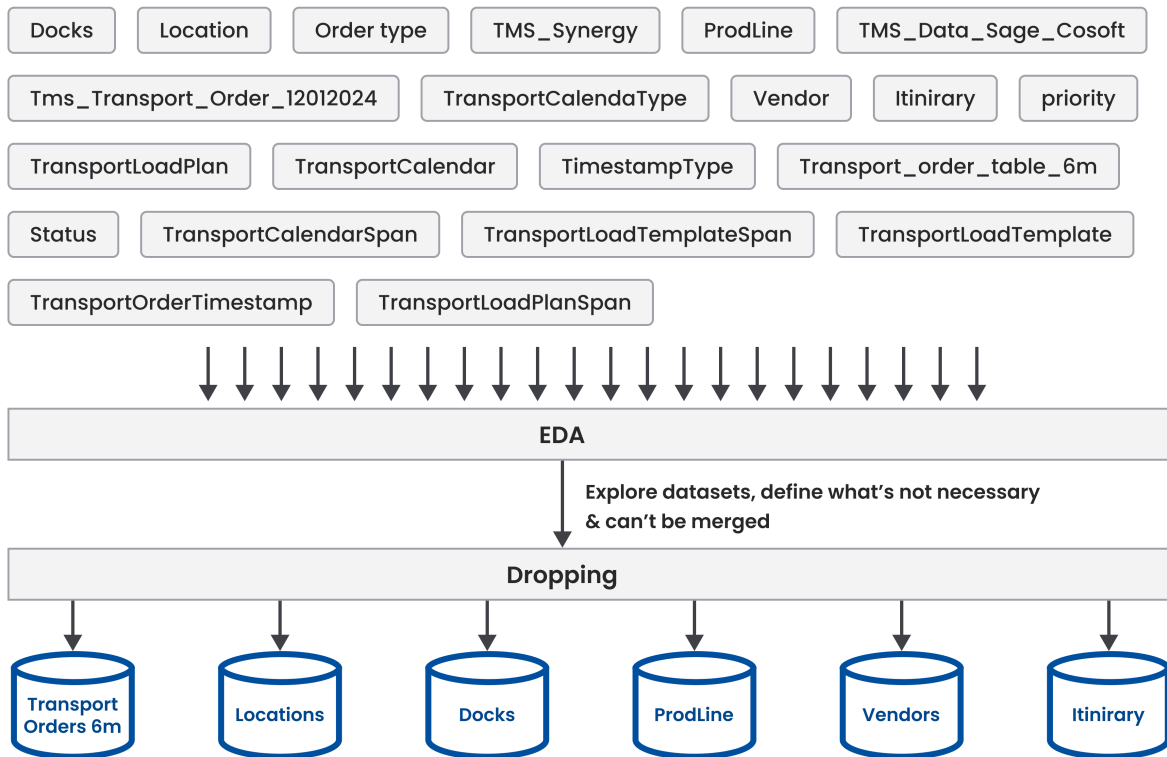 Docks Location Order type TMS_Synergy ProdLine TMS_Data_Sage_Cosoft
Tms_Transport_Order_12012024 TransportCalendaType Vendor Itinirary priority
TransportLoadPlan TransportCalendar TimestampType Transport_order_table_6m
Status TransportCalendarSpan TransportLoadTemplateSpan TransportLoadTemplate
TransportOrderTimestamp TransportLoadPlanSpan
EDA
Explore datasets, define what’s not necessary
& can’t be merged
Dropping
Transport
Orders 6m
Locations
Docks
ProdLine
Vendors
Itinirary